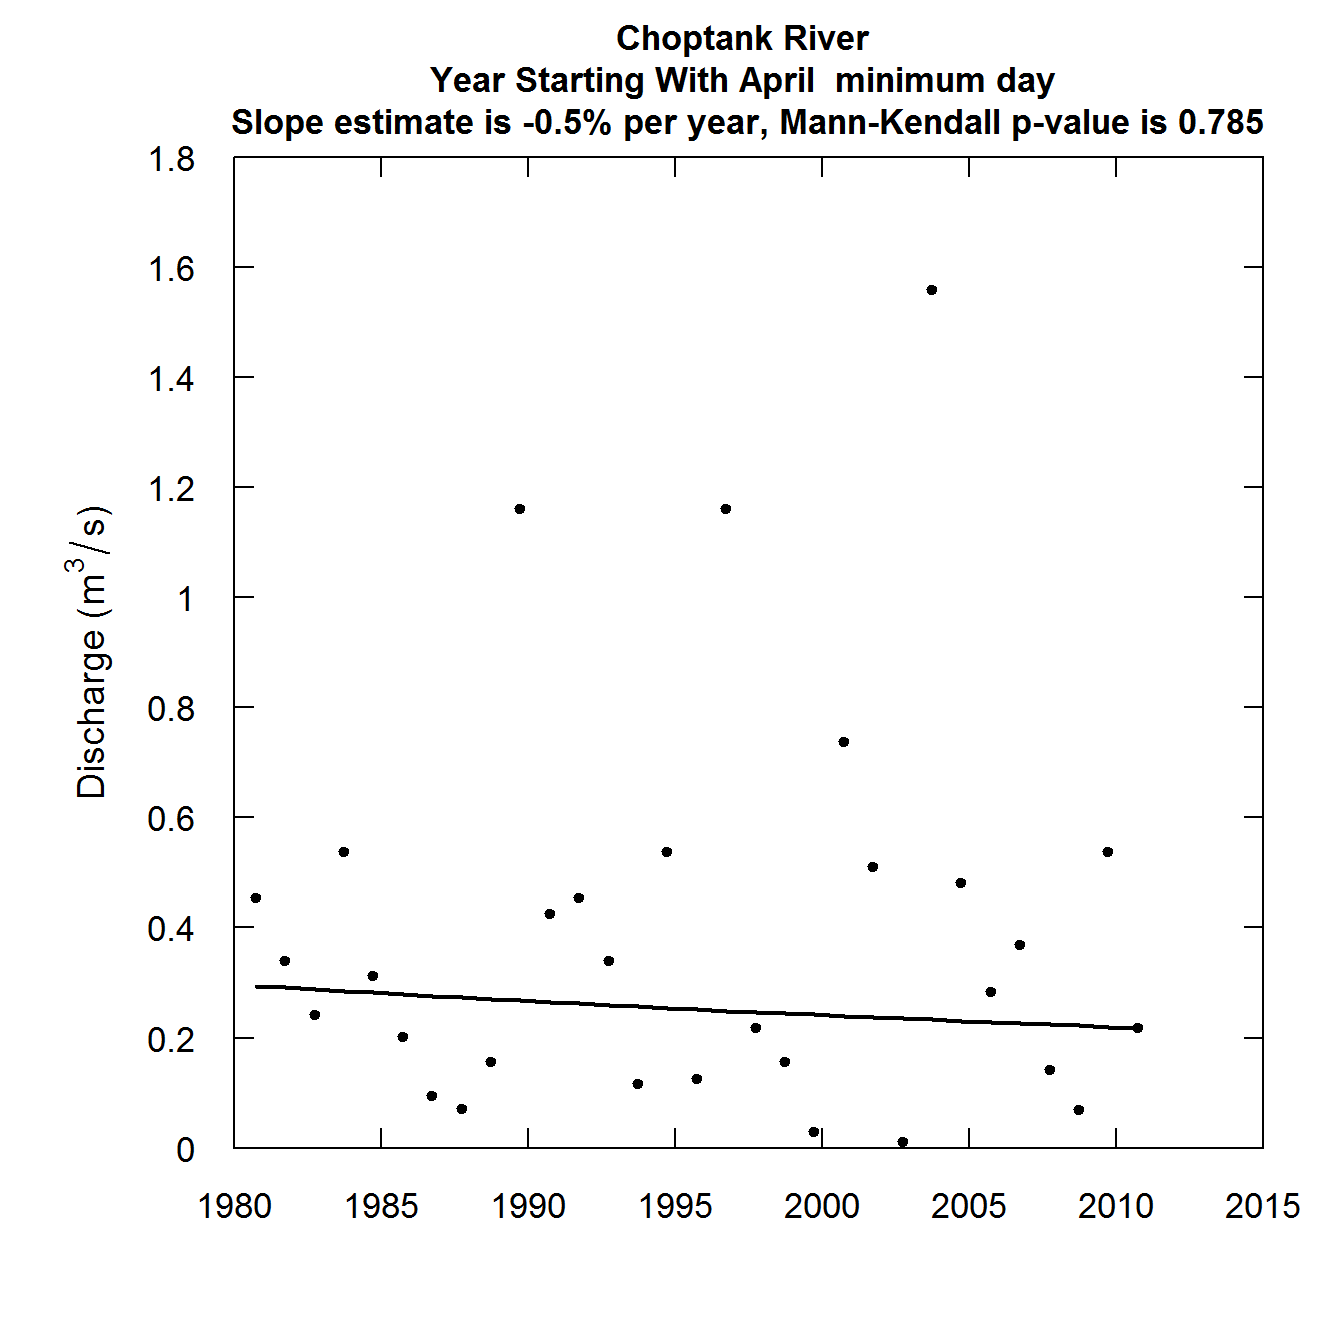 Choptank River
Year Starting With April  minimum day
Slope estimate is -0.5% per year, Mann-Kendall p-value is 0.785
Discharge (m³/s)
1.8
1.6
1.4
1.2
1
0.8
0.6
0.4
0.2
0
1980 1985 1990 1995 2000 2005 2010 2015